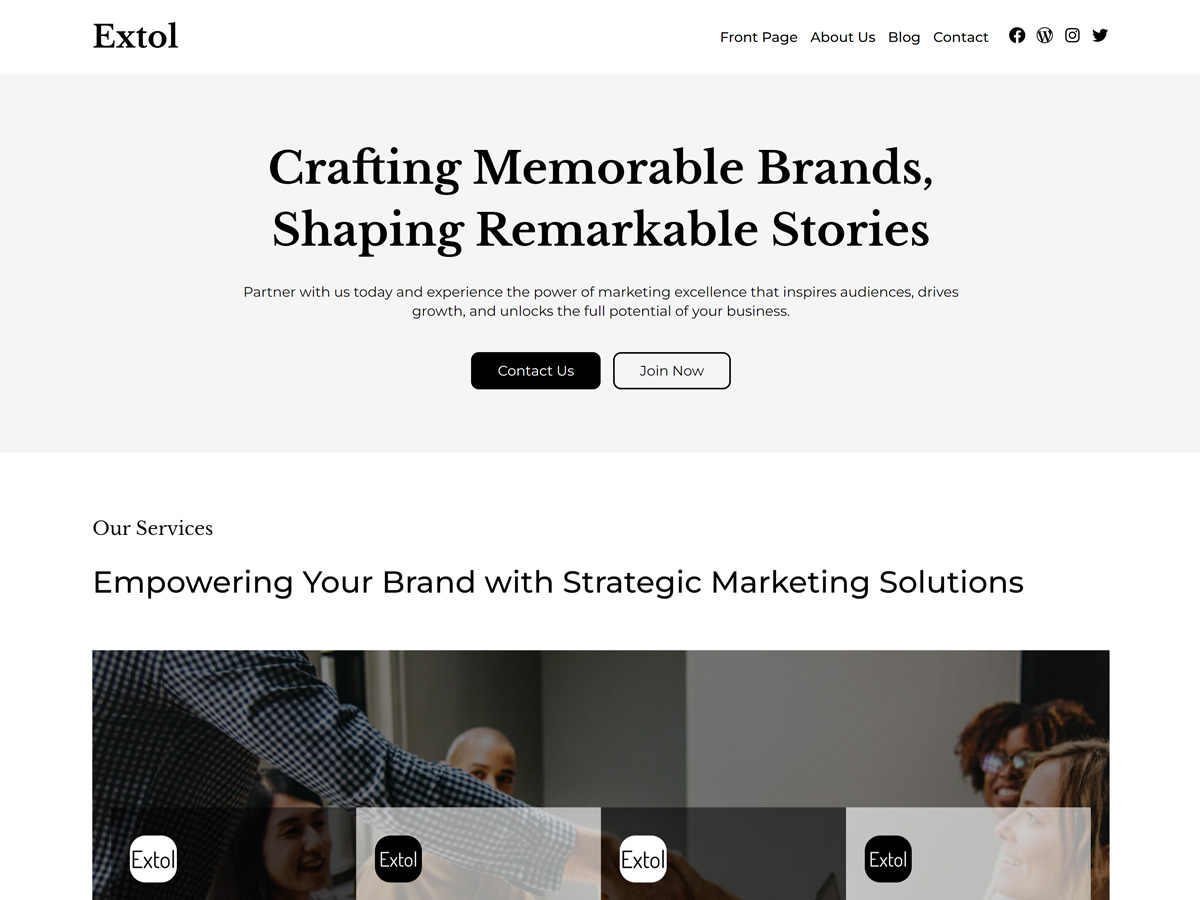 Extol
Front Page About Us Blog Contact
Crafting Memorable Brands,
Shaping Remarkable Stories
Partner with us today and experience the power of marketing excellence that inspires audiences, drives
growth, and unlocks the full potential of your business.
Contact Us Join Now
Our Services
Empowering Your Brand with Strategic Marketing Solutions
Extol Extol Extol Extol